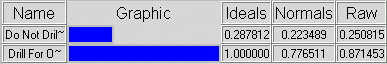 Name Graphic Ideals Normals Raw
Do Not Dril~ 0.287812 0.223489 0.250815
Drill For O~ 1.000000 0.776511 0.871453